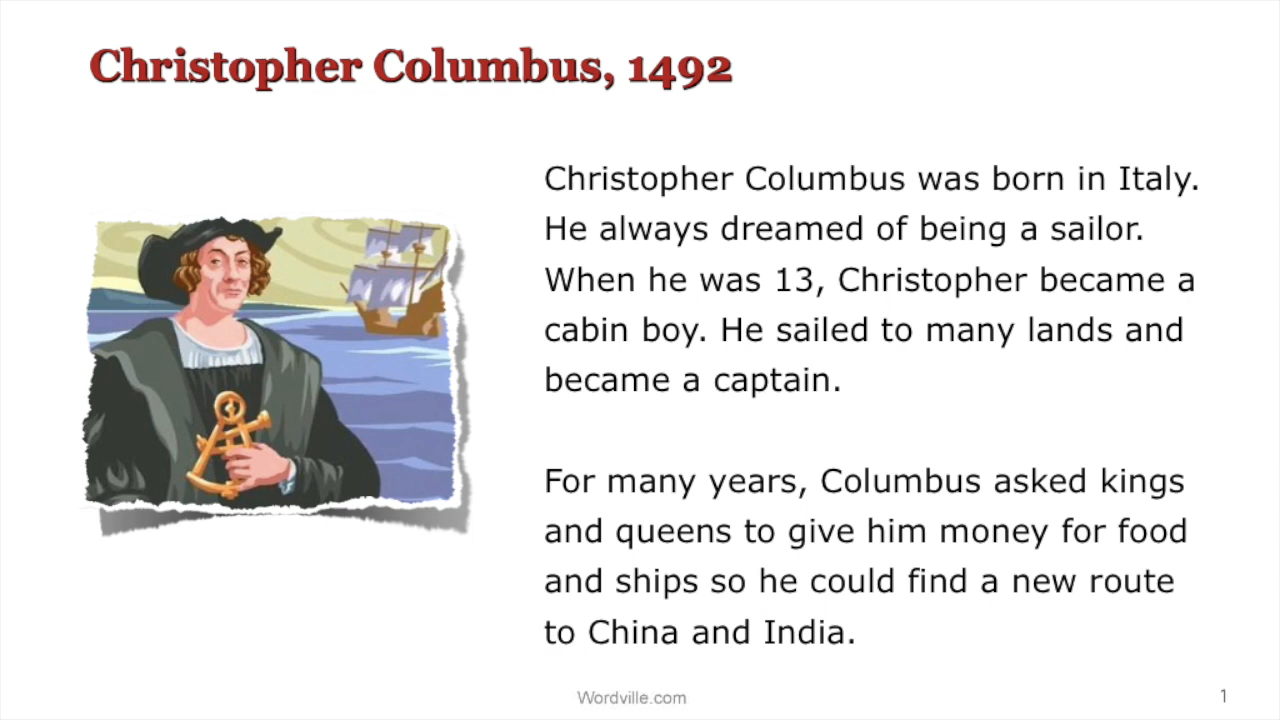 Christopher Columbus, 1492
Christopher Columbus was born in Italy.
He always dreamed of being a sailor.
When he was 13, Christopher became a
cabin boy. He sailed to many lands and
became a captain.
For many years, Columbus asked kings
and queens to give him money for food
and ships so he could find a new route
to China and India.
Wordville.com
1